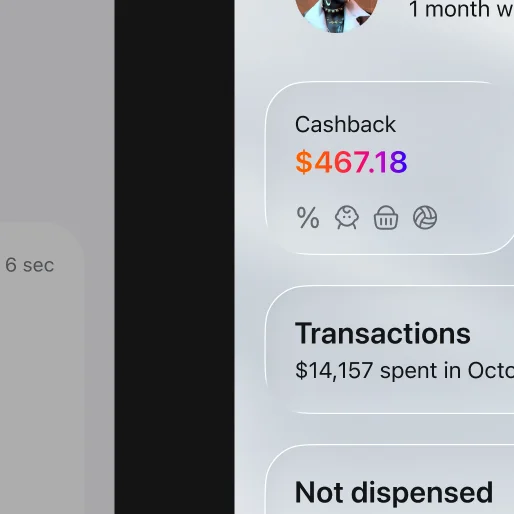 1 month w
Cashback
$467.18
6 sec
Transactions
$14,157 spent in Octo
Not dispensed